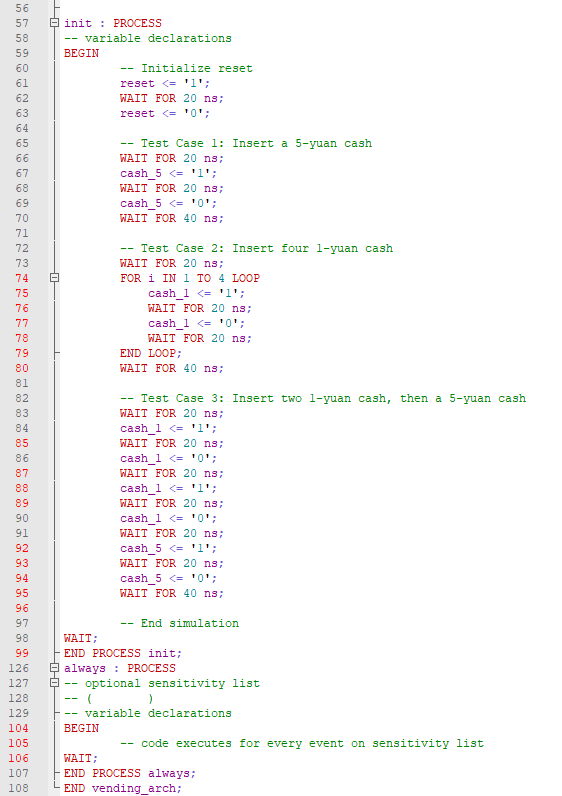 56
57 init : PROCESS
58 -- variable declarations
59 BEGIN
60 -- Initialize reset
61 reset <= '1';
62 WAIT FOR 20 ns;
63 reset <= '0';
64
65 -- Test Case 1: Insert a 5-yuan cash
66 WAIT FOR 20 ns;
67 cash_5 <= '1';
68 WAIT FOR 20 ns;
69 cash_5 <= '0';
70 WAIT FOR 40 ns;
71
72 -- Test Case 2: Insert four 1-yuan cash
73 WAIT FOR 20 ns;
74 FOR i IN 1 TO 4 LOOP
75 cash_1 <= '1';
76 WAIT FOR 20 ns;
77 cash_1 <= '0';
78 WAIT FOR 20 ns;
79 END LOOP;
80 WAIT FOR 40 ns;
81
82 -- Test Case 3: Insert two 1-yuan cash, then a 5-yuan cash
83 WAIT FOR 20 ns;
84 cash_1 <= '1';
85 WAIT FOR 20 ns;
86 cash_1 <= '0';
87 WAIT FOR 20 ns;
88 cash_1 <= '1';
89 WAIT FOR 20 ns;
90 cash_1 <= '0';
91 WAIT FOR 20 ns;
92 cash_5 <= '1';
93 WAIT FOR 20 ns;
94 cash_5 <= '0';
95 WAIT FOR 40 ns;
96
97 -- End simulation
98 WAIT;
99 END PROCESS init;
126 always : PROCESS
127 -- optional sensitivity list
128 -- ( )
129 -- variable declarations
104 BEGIN
105 -- code executes for every event on sensitivity list
106 WAIT;
107 END PROCESS always;
108 END vending_arch;